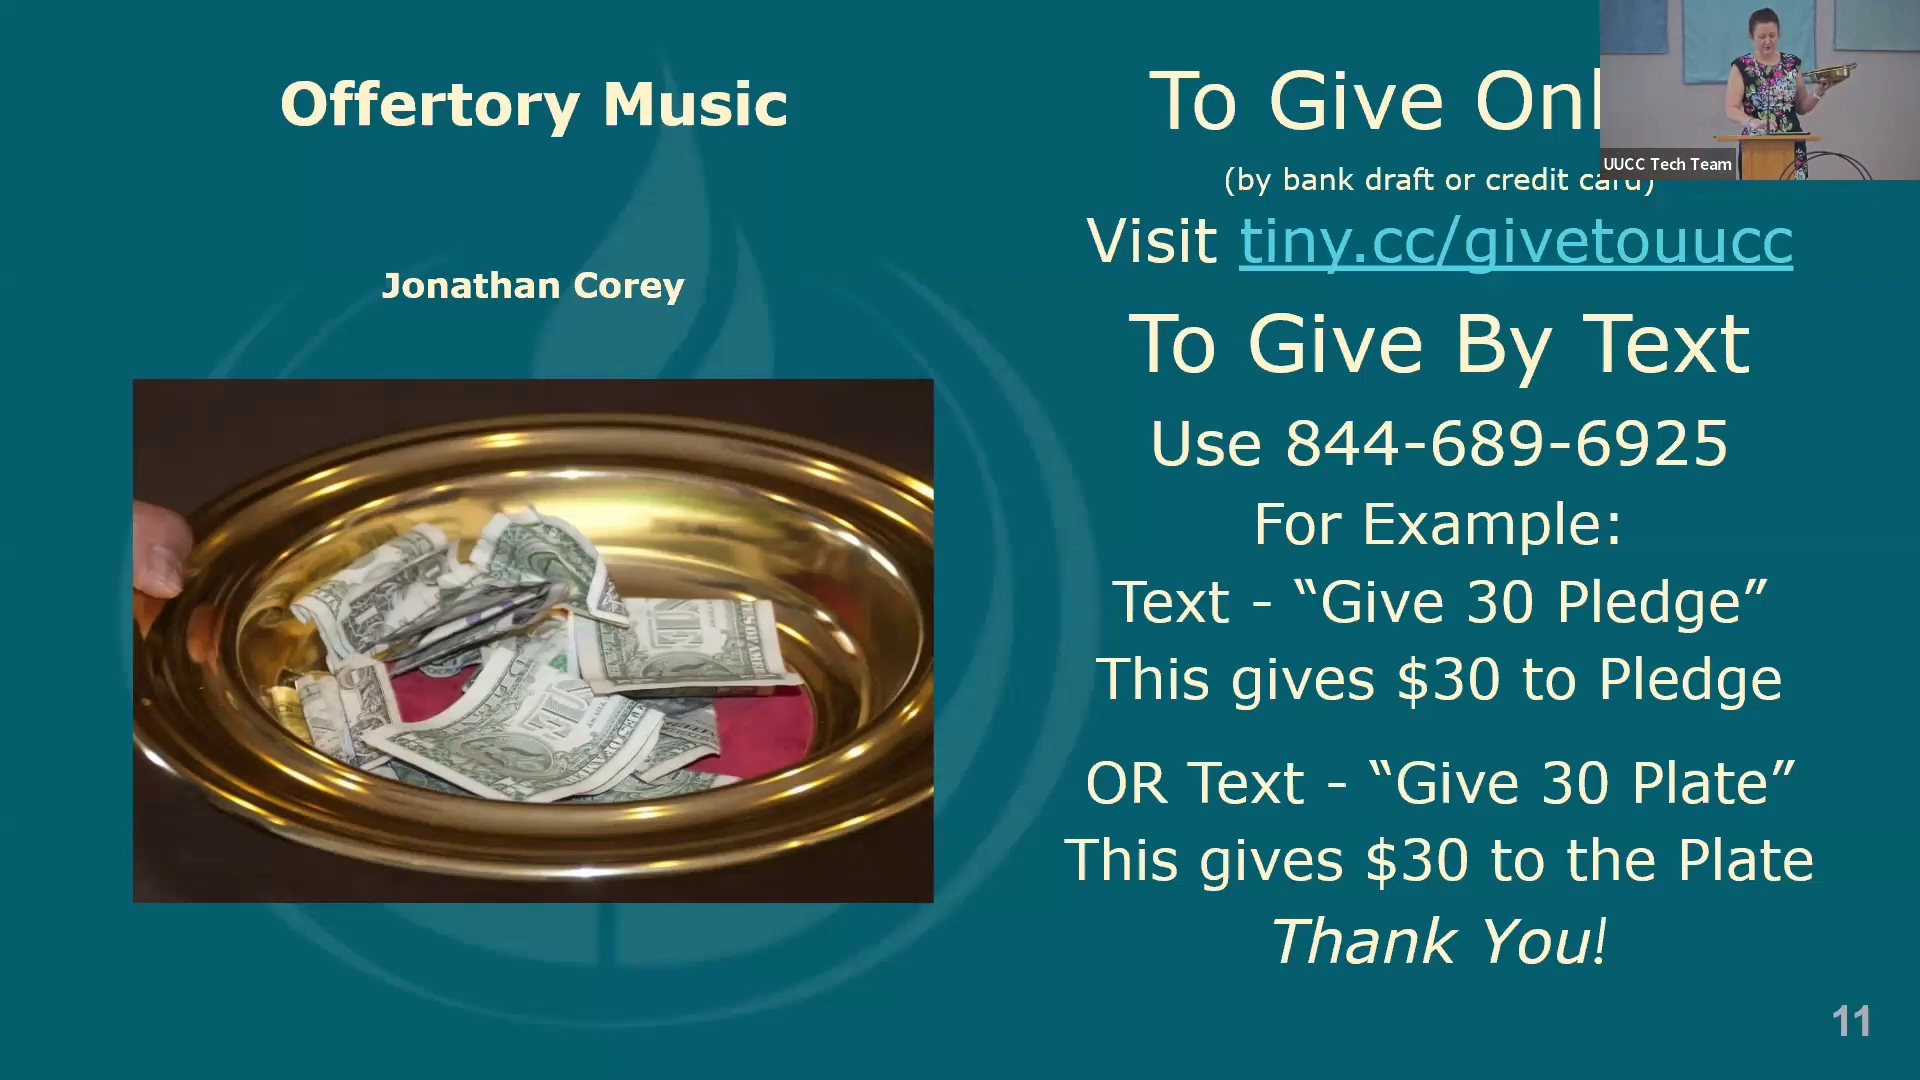 Offertory Music
Jonathan Corey
To Give Onl
(by bank draft or credit card)
Visit tiny.cc/givetouucc
To Give By Text
Use 844-689-6925
For Example:
Text - “Give 30 Pledge”
This gives $30 to Pledge
OR Text - “Give 30 Plate”
This gives $30 to the Plate
Thank You!
11
UUCC Tech Team